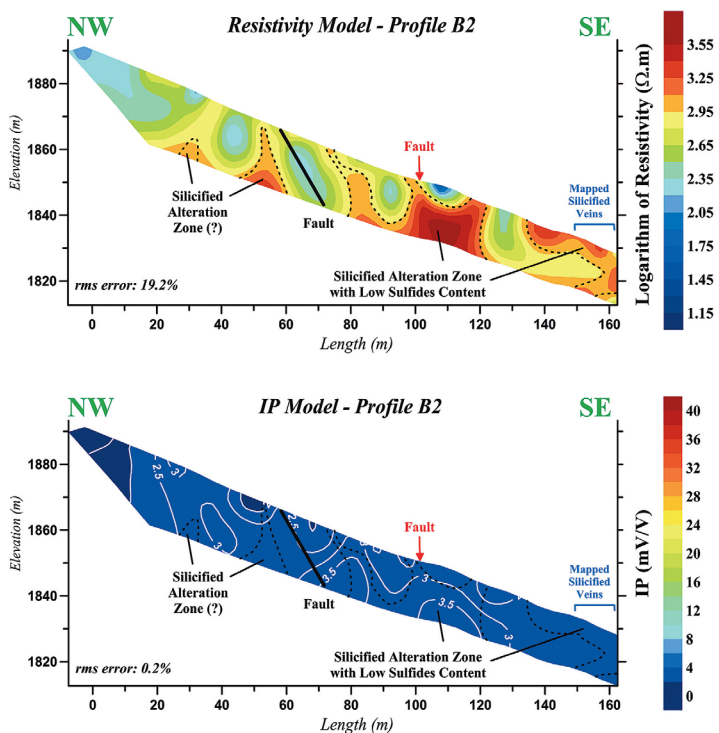 NW
Resistivity Model - Profile B2
SE
Elevation (m)
1880
1860
1840
1820
Silicified
Alteration
Zone (?)
Fault
Fault
Mapped
Silicified
Veins
Silicified Alteration Zone
with Low Sulfides Content
rms error: 19.2%
0
20
40
60
80
100
120
140
160
Length (m)
Logarithm of Resistivity (Ω.m)
3.55
3.25
2.95
2.65
2.35
2.05
1.75
1.45
1.15
NW
IP Model - Profile B2
SE
Elevation (m)
1880
1860
1840
1820
2.5
3
3
2.5
3.5
3
3.5
3
3
Silicified
Alteration
Zone (?)
Fault
Fault
Mapped
Silicified
Veins
Silicified Alteration Zone
with Low Sulfides Content
rms error: 0.2%
0
20
40
60
80
100
120
140
160
Length (m)
IP (mV/V)
40
36
32
28
24
20
16
12
8
4
0